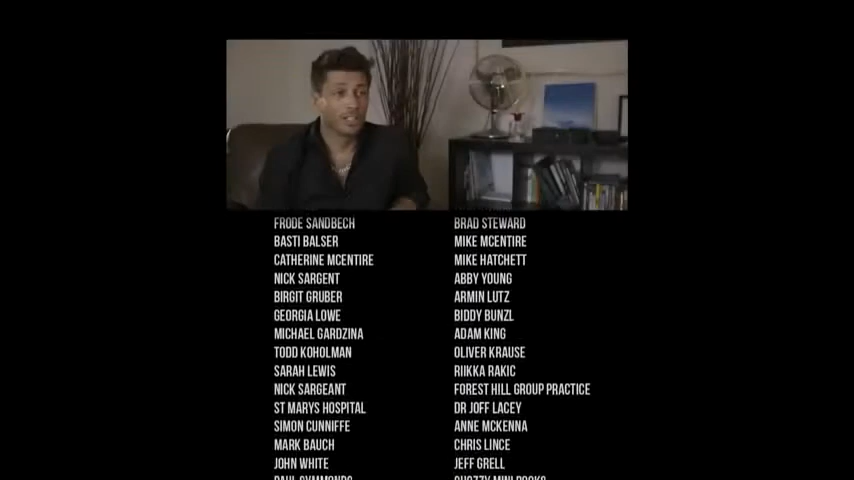 FRODE SANDBECH BRAD STEWARD
BASTI BALSER MIKE MCENTIRE
CATHERINE MCENTIRE MIKE HATCHETT
NICK SARGENT ABBY YOUNG
BIRGIT GRUBER ARMIN LUTZ
GEORGIA LOWE BIDDY BUNZL
MICHAEL GARDZINA ADAM KING
TODD KOHOLMAN OLIVER KRAUSE
SARAH LEWIS RIIKKA RAKIC
NICK SARGEANT FOREST HILL GROUP PRACTICE
ST MARYS HOSPITAL DR JOFF LACEY
SIMON CUNNIFFE ANNE MCKENNA
MARK BAUCH CHRIS LINCE
JOHN WHITE JEFF GRELL